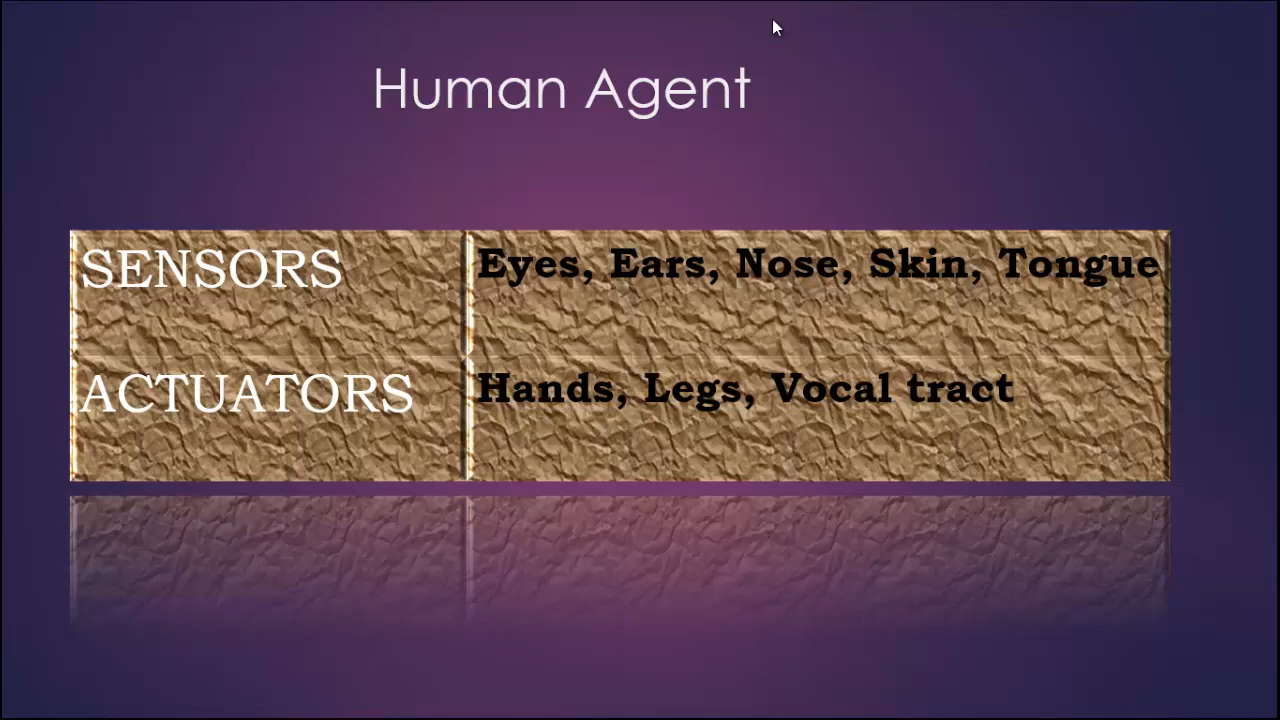 Human Agent
SENSORS
Eyes, Ears, Nose, Skin, Tongue
ACTUATORS
Hands, Legs, Vocal tract